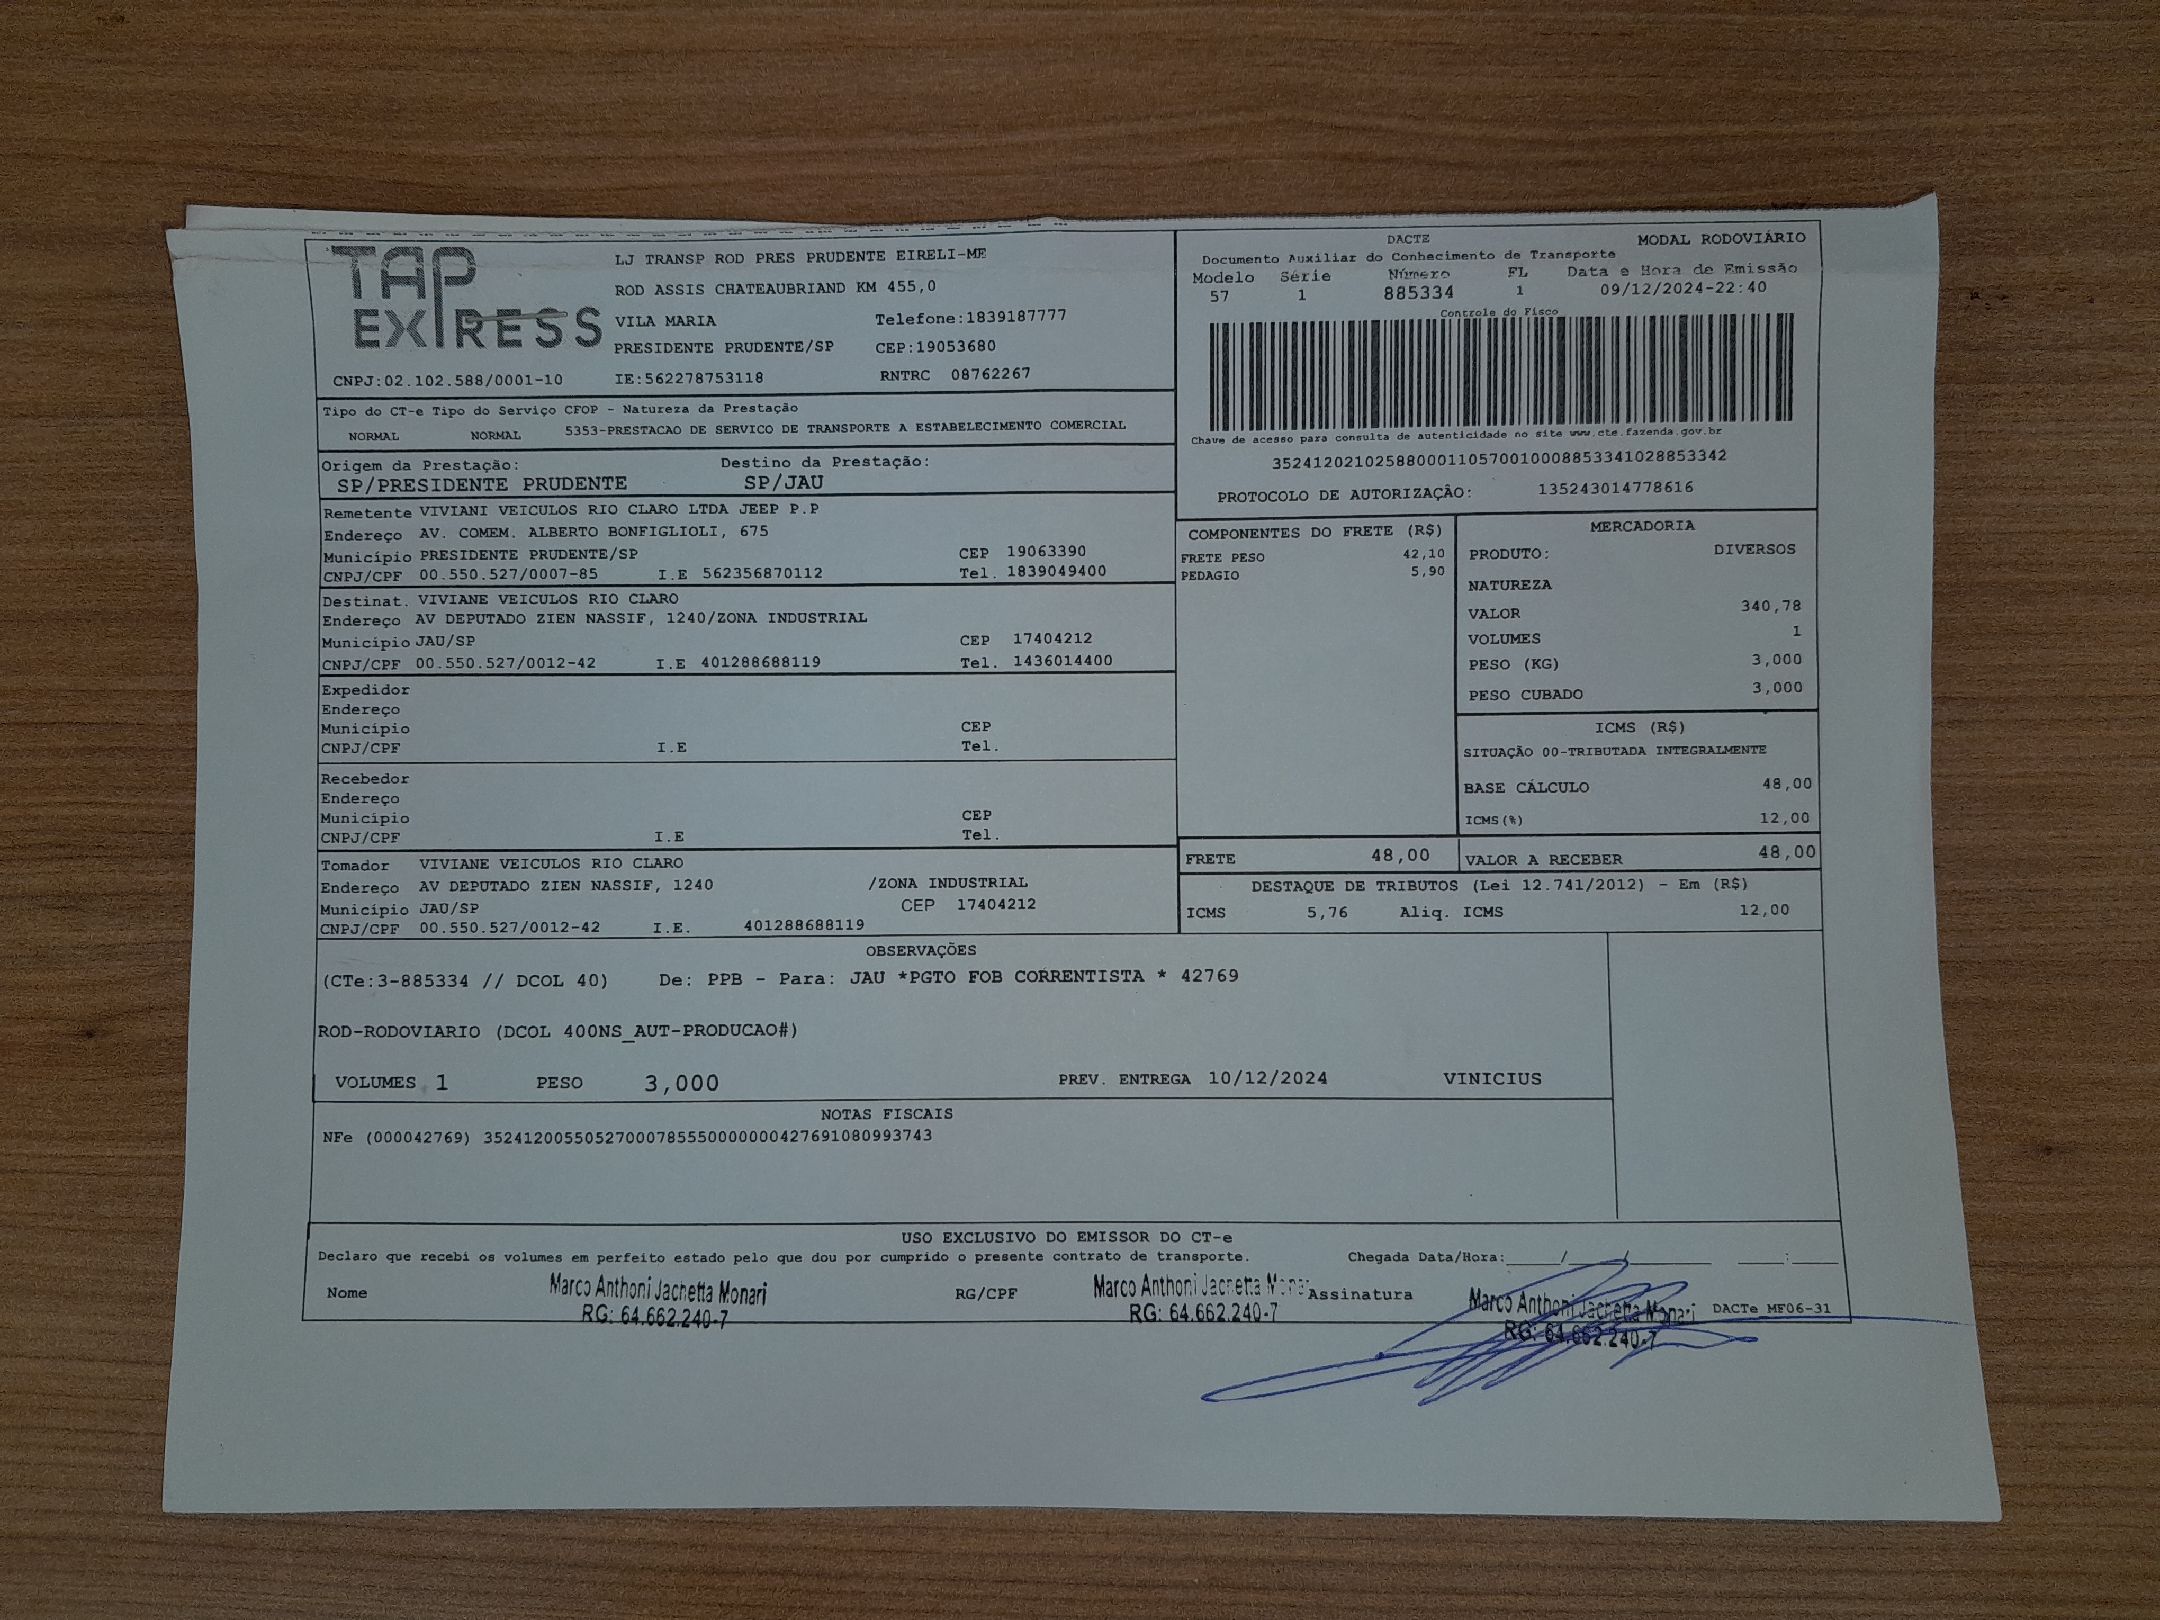 TAP
EXPRESS
LJ TRANSP ROD PRES PRUDENTE EIRELI-ME
ROD ASSIS CHATEAUBRIAND KM 455,0
VILA MARIA Telefone:1839187777
PRESIDENTE PRUDENTE/SP CEP:19053680
CNPJ:02.102.588/0001-10 IE:562278753118 RNTRC 08762267
DACTE MODAL RODOVIÁRIO
Documento Auxiliar do Conhecimento de Transporte
Modelo Série Número FL Data e Hora de Emissão
57 1 885334 1 09/12/2024-22:40
Controle do Fisco
Chave de acesso para consulta de autenticidade no site www.cte.fazenda.gov.br
35241202102588000110570010008853341028853342
PROTOCOLO DE AUTORIZAÇÃO: 135243014778616
Tipo do CT-e Tipo do Serviço CFOP - Natureza da Prestação
NORMAL NORMAL 5353-PRESTACAO DE SERVICO DE TRANSPORTE A ESTABELECIMENTO COMERCIAL
Origem da Prestação: Destino da Prestação:
SP/PRESIDENTE PRUDENTE SP/JAU
Remetente VIVIANI VEICULOS RIO CLARO LTDA JEEP P.P
Endereço AV. COMEM. ALBERTO BONFIGLIOLI, 675
Município PRESIDENTE PRUDENTE/SP CEP 19063390
CNPJ/CPF 00.550.527/0007-85 I.E 562356870112 Tel. 1839049400
Destinat. VIVIANE VEICULOS RIO CLARO
Endereço AV DEPUTADO ZIEN NASSIF, 1240/ZONA INDUSTRIAL
Município JAU/SP CEP 17404212
CNPJ/CPF 00.550.527/0012-42 I.E 401288688119 Tel. 1436014400
Expedidor
Endereço
Município CEP
CNPJ/CPF I.E Tel.
Recebedor
Endereço
Município CEP
CNPJ/CPF I.E Tel.
Tomador VIVIANE VEICULOS RIO CLARO
Endereço AV DEPUTADO ZIEN NASSIF, 1240 /ZONA INDUSTRIAL
Município JAU/SP CEP 17404212
CNPJ/CPF 00.550.527/0012-42 I.E. 401288688119
COMPONENTES DO FRETE (R$)
FRETE PESO 42,10
PEDAGIO 5,90
MERCADORIA
PRODUTO: DIVERSOS
NATUREZA
VALOR 340,78
VOLUMES 1
PESO (KG) 3,000
PESO CUBADO 3,000
ICMS (R$)
SITUAÇÃO 00-TRIBUTADA INTEGRALMENTE
BASE CÁLCULO 48,00
ICMS(%) 12,00
FRETE 48,00 VALOR A RECEBER 48,00
DESTAQUE DE TRIBUTOS (Lei 12.741/2012) - Em (R$)
ICMS 5,76 Aliq. ICMS 12,00
OBSERVAÇÕES
(CTe:3-885334 // DCOL 40) De: PPB - Para: JAU *PGTO FOB CORRENTISTA * 42769
ROD-RODOVIARIO (DCOL 400NS_AUT-PRODUCAO#)
VOLUMES 1 PESO 3,000 PREV. ENTREGA 10/12/2024 VINICIUS
NOTAS FISCAIS
NFe (000042769) 35241200550527000785550000000427691080993743
USO EXCLUSIVO DO EMISSOR DO CT-e
Declaro que recebi os volumes em perfeito estado pelo que dou por cumprido o presente contrato de transporte. Chegada Data/Hora:_____/_____/________ ____:____
Nome Marco Anthoni Jachetta Monari RG/CPF Marco Anthoni Jachetta Monari Assinatura Marco Anthoni Jachetta Monari DACTe MF06-31
RG: 64.662.240-7 RG: 64.662.240-7 RG: 64.662.240-7